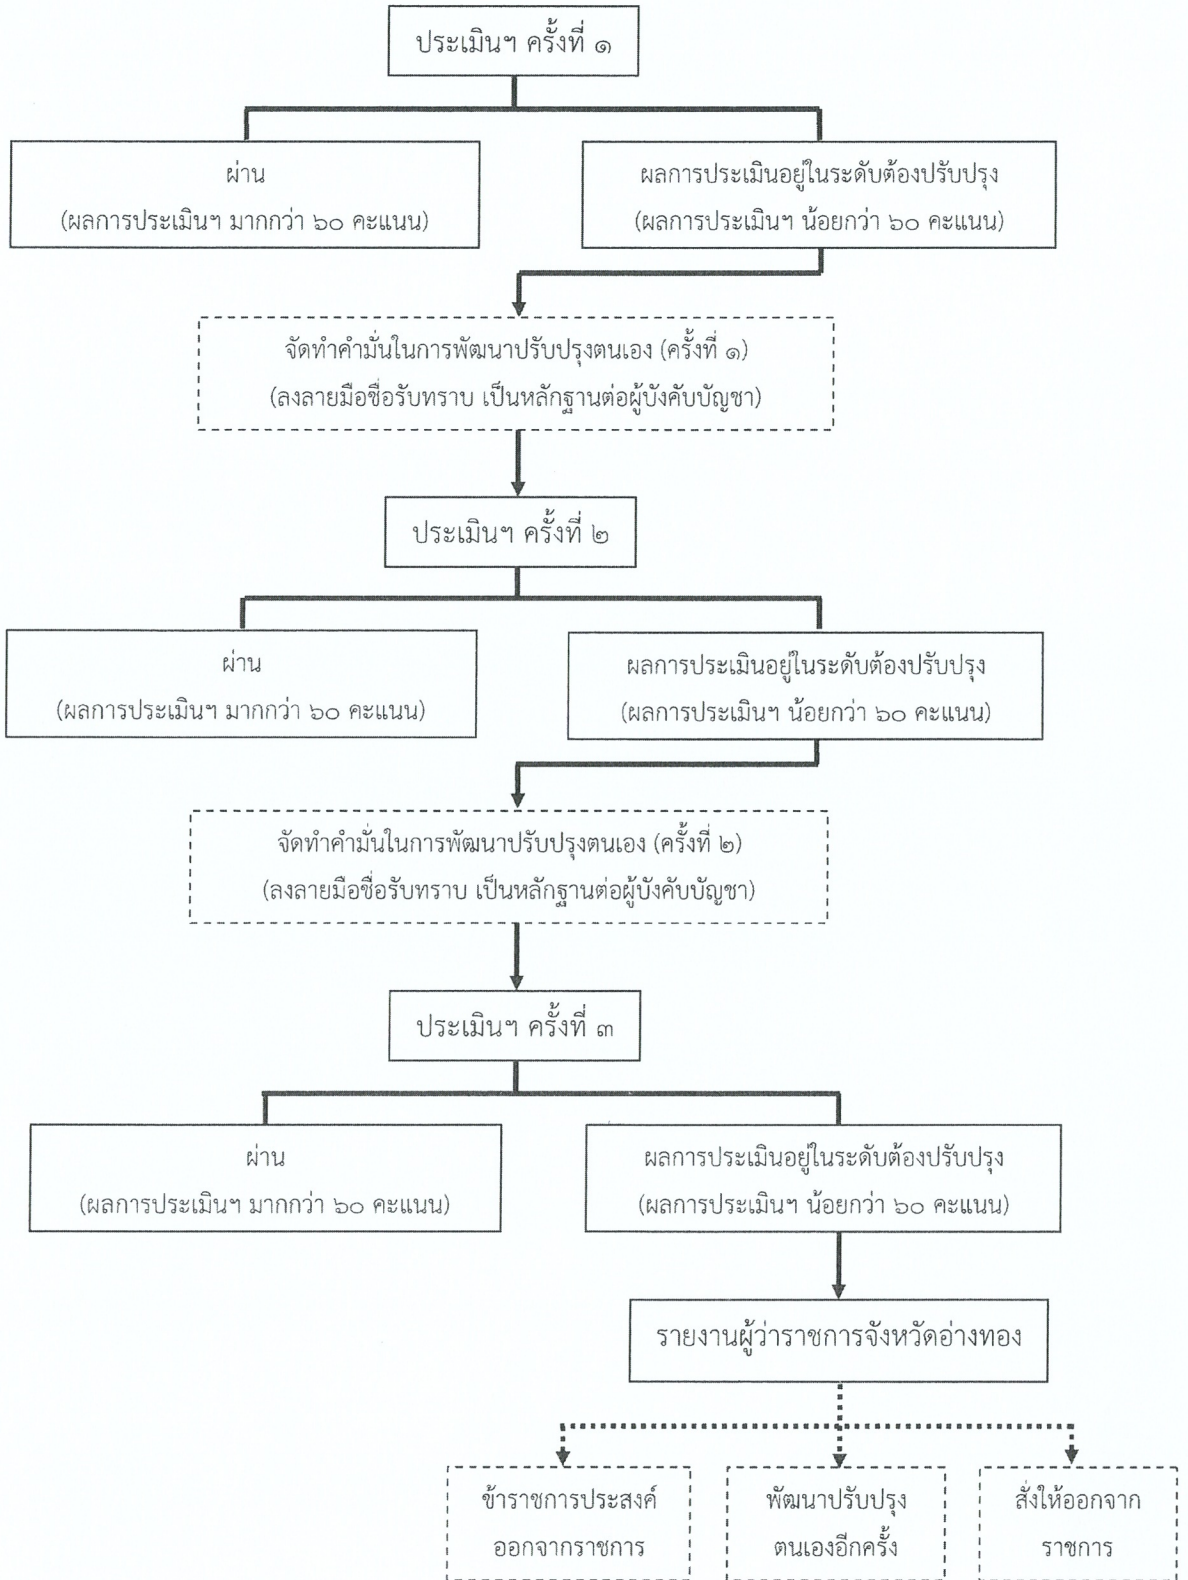 ประเมินฯ ครั้งที่ ๑
ผ่าน
(ผลการประเมินฯ มากกว่า ๖๐ คะแนน)
ผลการประเมินอยู่ในระดับต้องปรับปรุง
(ผลการประเมินฯ น้อยกว่า ๖๐ คะแนน)
จัดทำคำมั่นในการพัฒนาปรับปรุงตนเอง (ครั้งที่ ๑)
(ลงลายมือชื่อรับทราบ เป็นหลักฐานต่อผู้บังคับบัญชา)
ประเมินฯ ครั้งที่ ๒
ผ่าน
(ผลการประเมินฯ มากกว่า ๖๐ คะแนน)
ผลการประเมินอยู่ในระดับต้องปรับปรุง
(ผลการประเมินฯ น้อยกว่า ๖๐ คะแนน)
จัดทำคำมั่นในการพัฒนาปรับปรุงตนเอง (ครั้งที่ ๒)
(ลงลายมือชื่อรับทราบ เป็นหลักฐานต่อผู้บังคับบัญชา)
ประเมินฯ ครั้งที่ ๓
ผ่าน
(ผลการประเมินฯ มากกว่า ๖๐ คะแนน)
ผลการประเมินอยู่ในระดับต้องปรับปรุง
(ผลการประเมินฯ น้อยกว่า ๖๐ คะแนน)
รายงานผู้ว่าราชการจังหวัดอ่างทอง
ข้าราชการประสงค์
ออกจากราชการ
พัฒนาปรับปรุง
ตนเองอีกครั้ง
สั่งให้ออกจาก
ราชการ